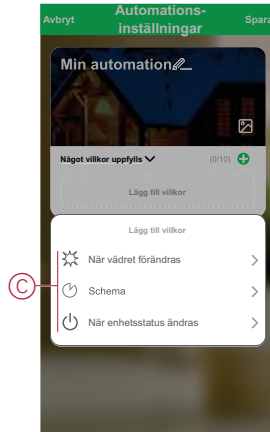 Avbryt
Automations-
inställningar
Spara
Min automation
Något villkor uppfylls
(0/10)
Lägg till villkor
Lägg till villkor
C
När vädret förändras
Schema
När enhetsstatus ändras